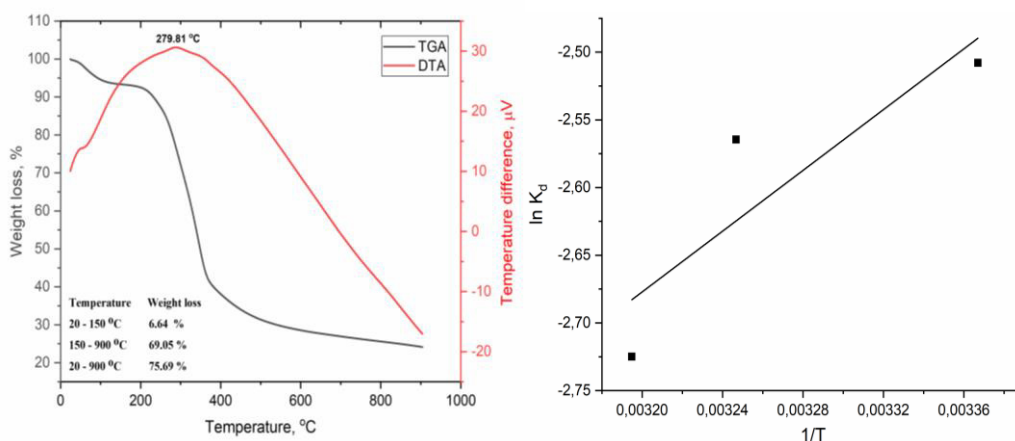 279.81 °C
TGA
DTA
110
100
90
80
70
60
50
40
30
20
Weight loss, %
30
20
10
0
-10
-20
Temperature difference, µV
Temperature Weight loss
20 - 150 ⁰C 6.64 %
150-900 ⁰C 69.05 %
20 - 900 ⁰C 75.69 %
0 200 400 600 800 1000
Temperature, °C
-2,50
-2,55
-2,60
-2,65
-2,70
-2,75
ln Kd
0,00320 0,00324 0,00328 0,00332 0,00336
1/T